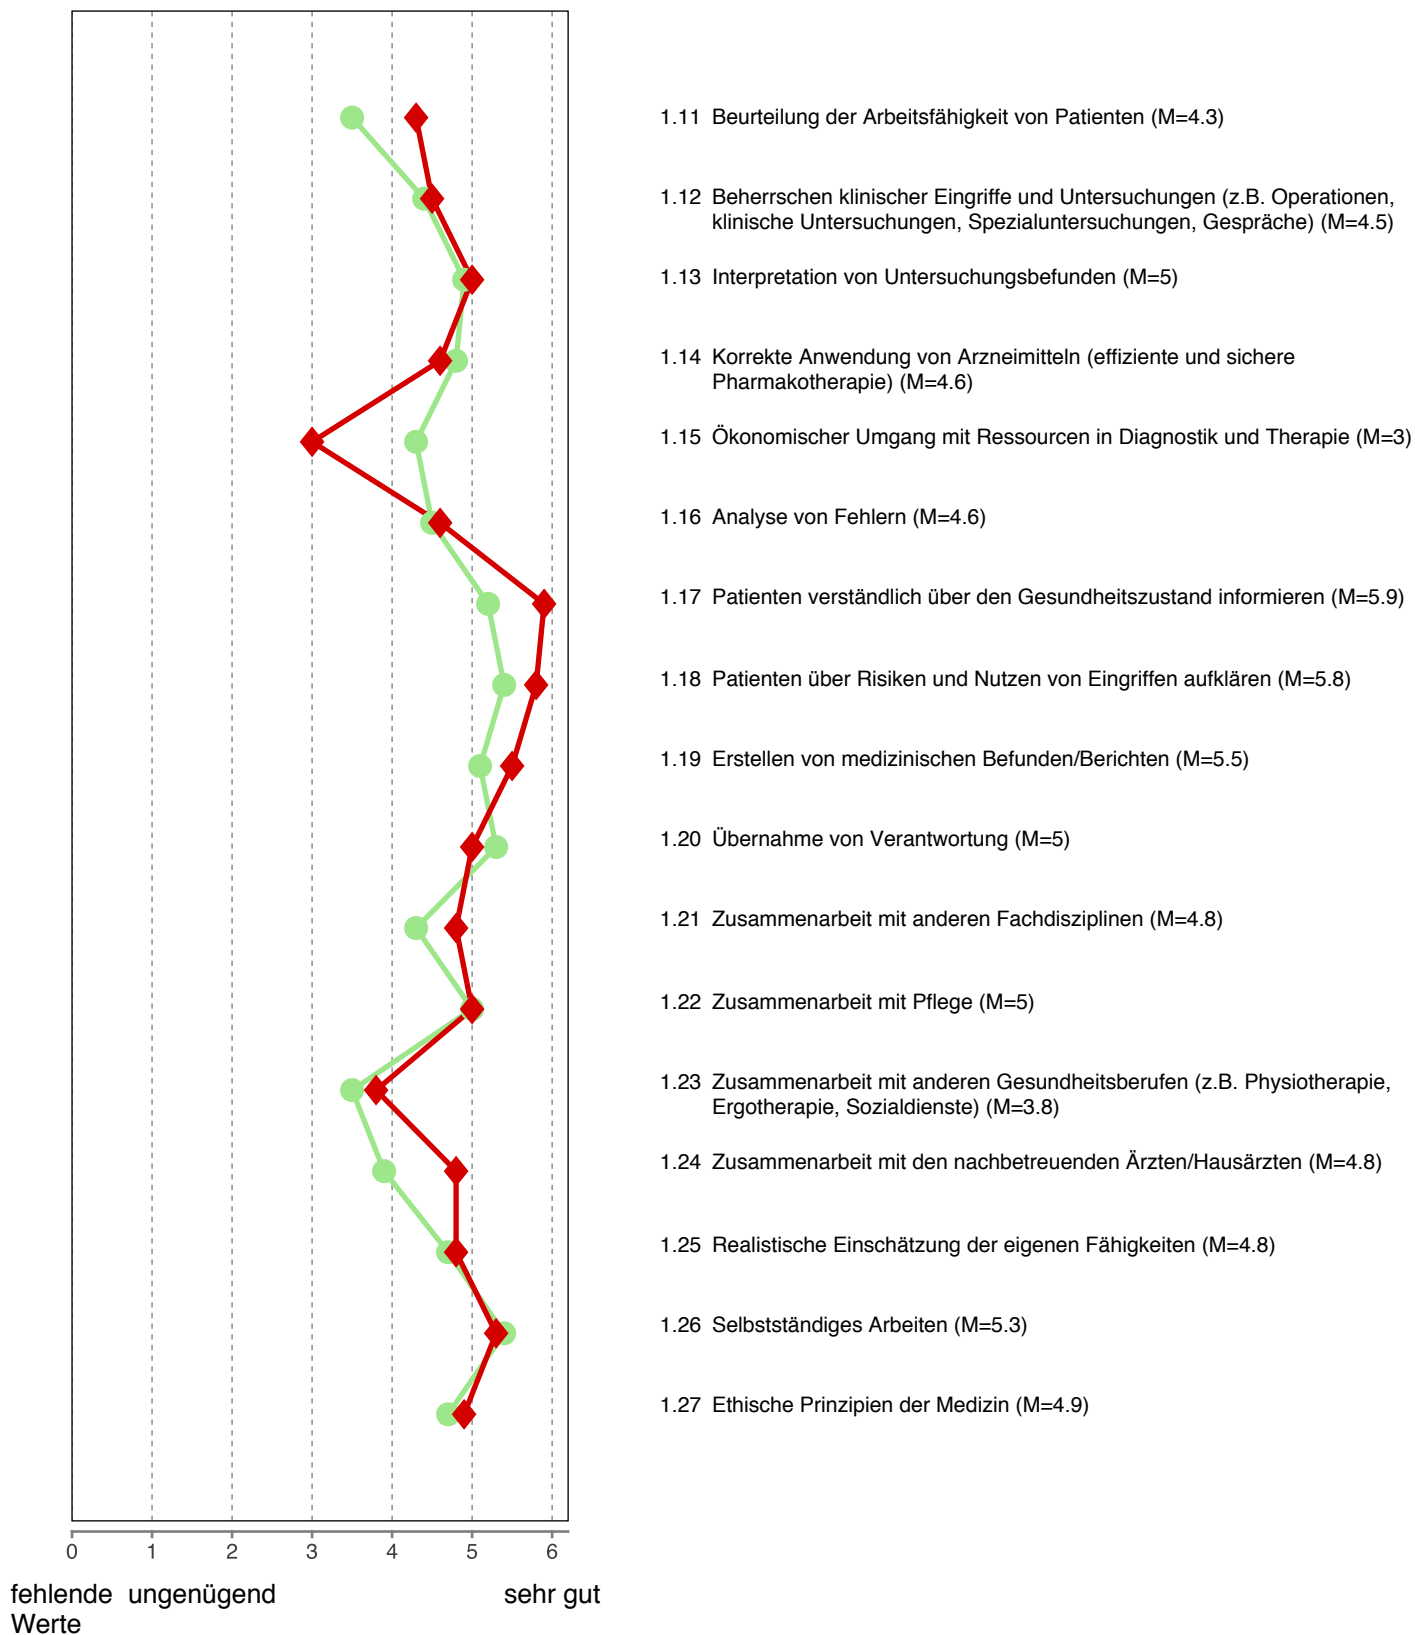 1.11 Beurteilung der Arbeitsfähigkeit von Patienten (M=4.3)
1.12 Beherrschen klinischer Eingriffe und Untersuchungen (z.B. Operationen,
klinische Untersuchungen, Spezialuntersuchungen, Gespräche) (M=4.5)
1.13 Interpretation von Untersuchungsbefunden (M=5)
1.14 Korrekte Anwendung von Arzneimitteln (effiziente und sichere
Pharmakotherapie) (M=4.6)
1.15 Ökonomischer Umgang mit Ressourcen in Diagnostik und Therapie (M=3)
1.16 Analyse von Fehlern (M=4.6)
1.17 Patienten verständlich über den Gesundheitszustand informieren (M=5.9)
1.18 Patienten über Risiken und Nutzen von Eingriffen aufklären (M=5.8)
1.19 Erstellen von medizinischen Befunden/Berichten (M=5.5)
1.20 Übernahme von Verantwortung (M=5)
1.21 Zusammenarbeit mit anderen Fachdisziplinen (M=4.8)
1.22 Zusammenarbeit mit Pflege (M=5)
1.23 Zusammenarbeit mit anderen Gesundheitsberufen (z.B. Physiotherapie,
Ergotherapie, Sozialdienste) (M=3.8)
1.24 Zusammenarbeit mit den nachbetreuenden Ärzten/Hausärzten (M=4.8)
1.25 Realistische Einschätzung der eigenen Fähigkeiten (M=4.8)
1.26 Selbstständiges Arbeiten (M=5.3)
1.27 Ethische Prinzipien der Medizin (M=4.9)
0 1 2 3 4 5 6
fehlende ungenügend sehr gut
Werte